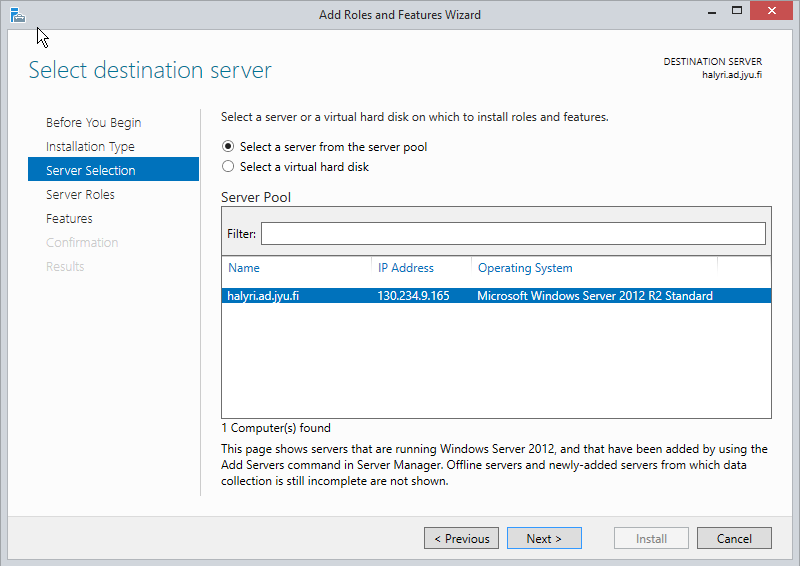 Add Roles and Features Wizard
Select destination server
DESTINATION SERVER
halyri.ad.jyu.fi
Before You Begin
Installation Type
Server Selection
Server Roles
Features
Confirmation
Results
Select a server or a virtual hard disk on which to install roles and features.
Select a server from the server pool
Select a virtual hard disk
Server Pool
Filter:
Name IP Address Operating System
halyri.ad.jyu.fi 130.234.9.165 Microsoft Windows Server 2012 R2 Standard
1 Computer(s) found
This page shows servers that are running Windows Server 2012, and that have been added by using the
Add Servers command in Server Manager. Offline servers and newly-added servers from which data
collection is still incomplete are not shown.
< Previous Next > Install Cancel